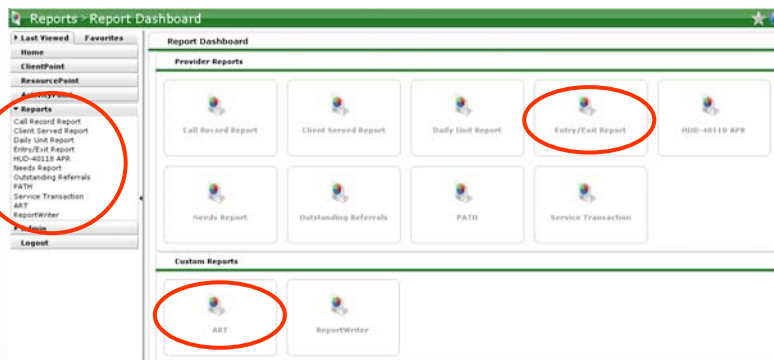 Reports > Report Dashboard
Last Viewed Favorites
Home
ClientPoint
ResourcePoint
ActivityPoint
Reports
Call Record Report
Client Served Report
Daily Unit Report
Entry/Exit Report
HUD-40118 APR
Needs Report
Outstanding Referrals
PATH
Service Transaction
ART
ReportWriter
Admin
Logout
Report Dashboard
Provider Reports
Call Record Report Client Served Report Daily Unit Report Entry/Exit Report HUD-40118 APR
Needs Report Outstanding Referrals PATH Service Transaction
Custom Reports
ART ReportWriter